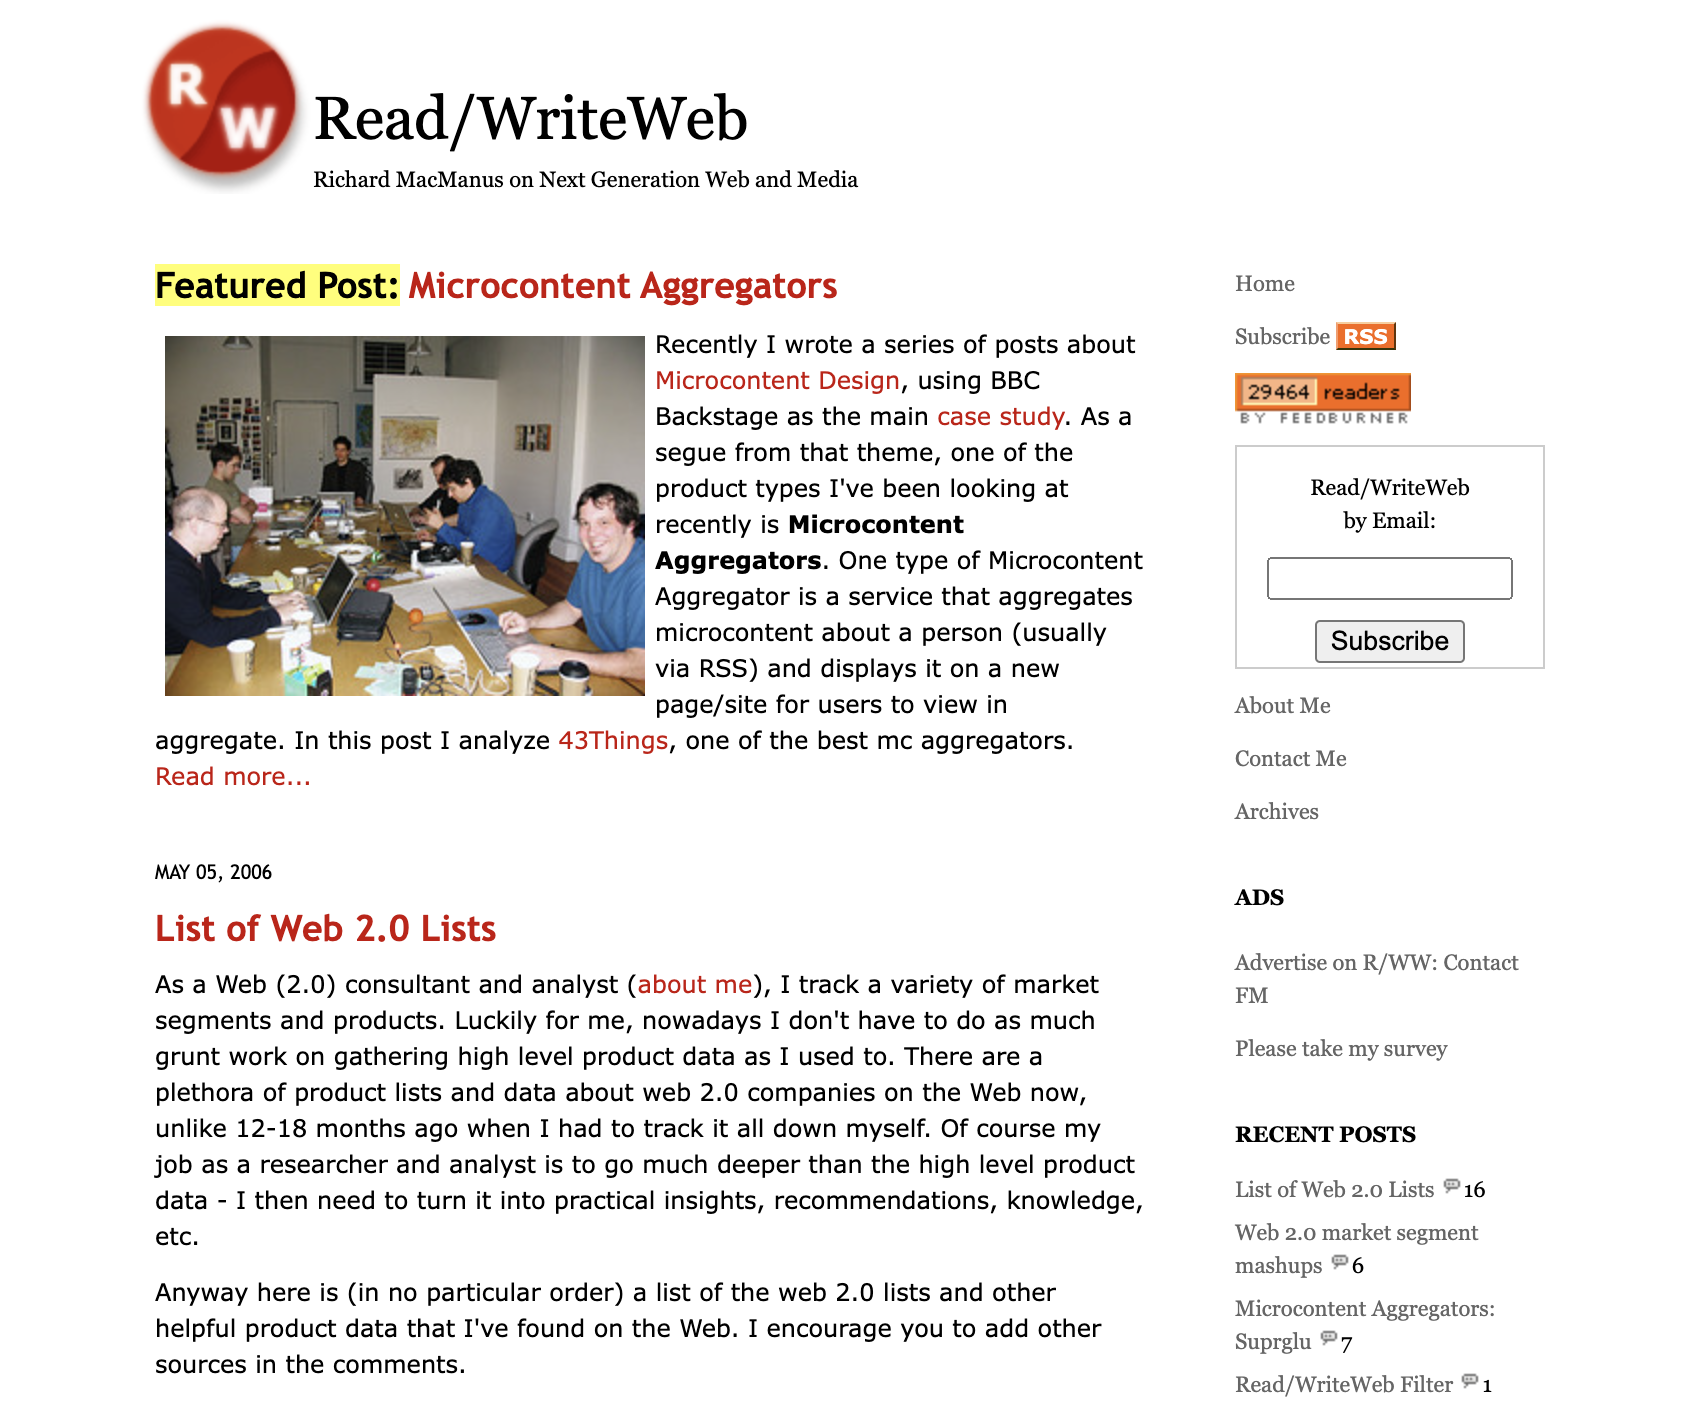 R
W
Read/WriteWeb
Richard MacManus on Next Generation Web and Media
Featured Post: Microcontent Aggregators
Recently I wrote a series of posts about
Microcontent Design, using BBC
Backstage as the main case study. As a
segue from that theme, one of the
product types I've been looking at
recently is Microcontent
Aggregators. One type of Microcontent
Aggregator is a service that aggregates
microcontent about a person (usually
via RSS) and displays it on a new
page/site for users to view in
aggregate. In this post I analyze 43Things, one of the best mc aggregators.
Read more...
MAY 05, 2006
List of Web 2.0 Lists
As a Web (2.0) consultant and analyst (about me), I track a variety of market
segments and products. Luckily for me, nowadays I don't have to do as much
grunt work on gathering high level product data as I used to. There are a
plethora of product lists and data about web 2.0 companies on the Web now,
unlike 12-18 months ago when I had to track it all down myself. Of course my
job as a researcher and analyst is to go much deeper than the high level product
data - I then need to turn it into practical insights, recommendations, knowledge,
etc.
Anyway here is (in no particular order) a list of the web 2.0 lists and other
helpful product data that I've found on the Web. I encourage you to add other
sources in the comments.
Home
Subscribe RSS
29464 readers
BY FEEDBURNER
Read/WriteWeb
by Email:
Subscribe
About Me
Contact Me
Archives
ADS
Advertise on R/WW: Contact
FM
Please take my survey
RECENT POSTS
List of Web 2.0 Lists 16
Web 2.0 market segment
mashups 6
Microcontent Aggregators:
Suprglu 7
Read/WriteWeb Filter 1